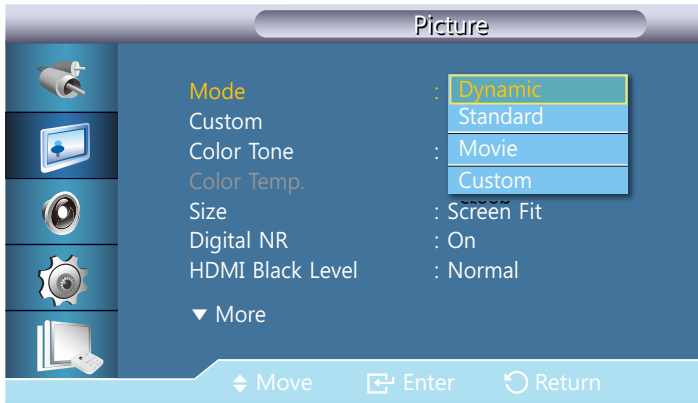 Picture
Mode : Dynamic
Standard
Custom
Color Tone : Movie
Color Temp. Custom
Size : Screen Fit
Digital NR : On
HDMI Black Level : Normal
▼ More
Move Enter Return